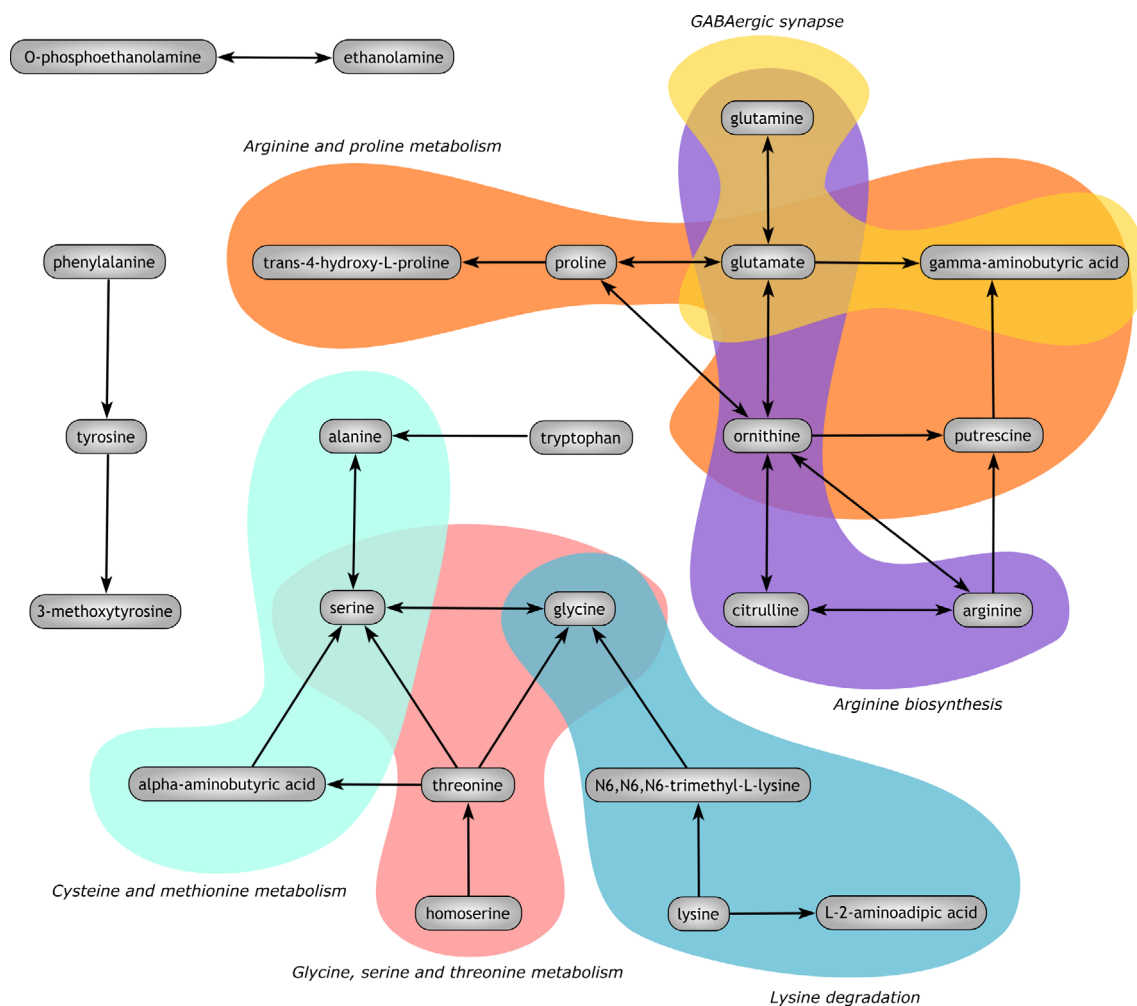 GABAergic synapse
O-phosphoethanolamine
ethanolamine
glutamine
Arginine and proline metabolism
phenylalanine
trans-4-hydroxy-L-proline
proline
glutamate
gamma-aminobutyric acid
tyrosine
alanine
tryptophan
ornithine
putrescine
3-methoxytyrosine
serine
glycine
citrulline
arginine
Arginine biosynthesis
alpha-aminobutyric acid
threonine
N6,N6,N6-trimethyl-L-lysine
Cysteine and methionine metabolism
homoserine
lysine
L-2-aminoadipic acid
Glycine, serine and threonine metabolism
Lysine degradation